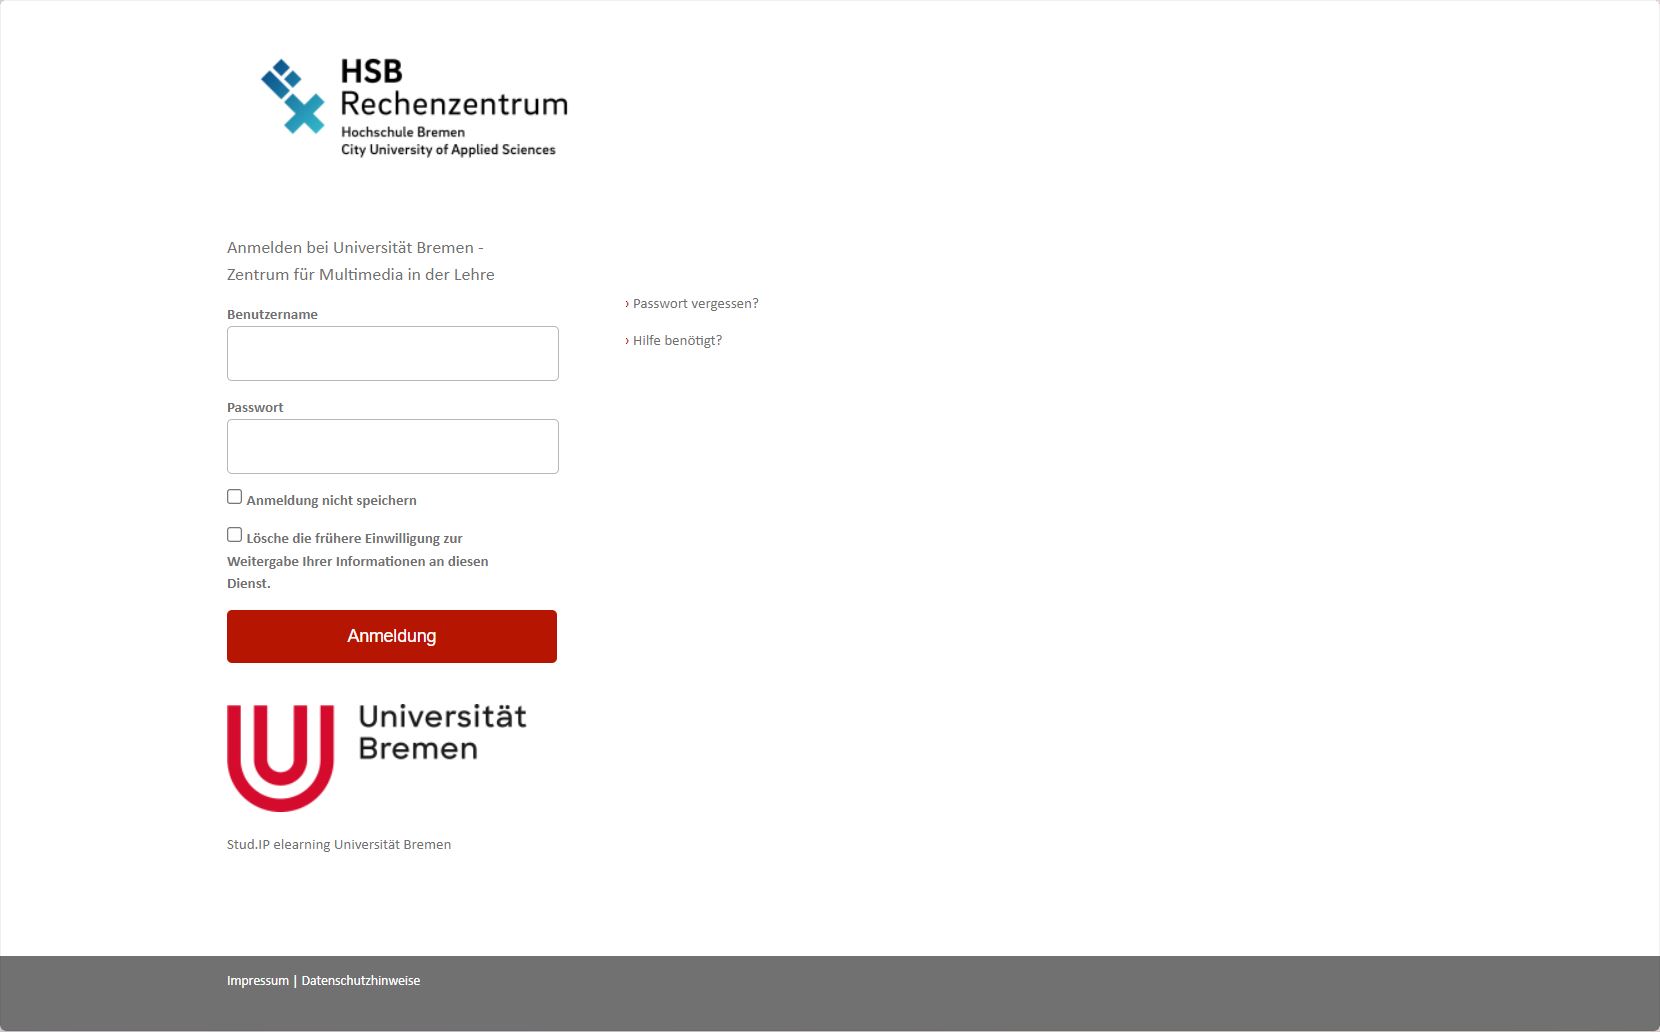 HSB
Rechenzentrum
Hochschule Bremen
City University of Applied Sciences
Anmelden bei Universität Bremen -
Zentrum für Multimedia in der Lehre
Benutzername
Passwort
Anmeldung nicht speichern
Lösche die frühere Einwilligung zur
Weitergabe Ihrer Informationen an diesen
Dienst.
Anmeldung
› Passwort vergessen?
› Hilfe benötigt?
Universität
Bremen
Stud.IP elearning Universität Bremen
Impressum | Datenschutzhinweise